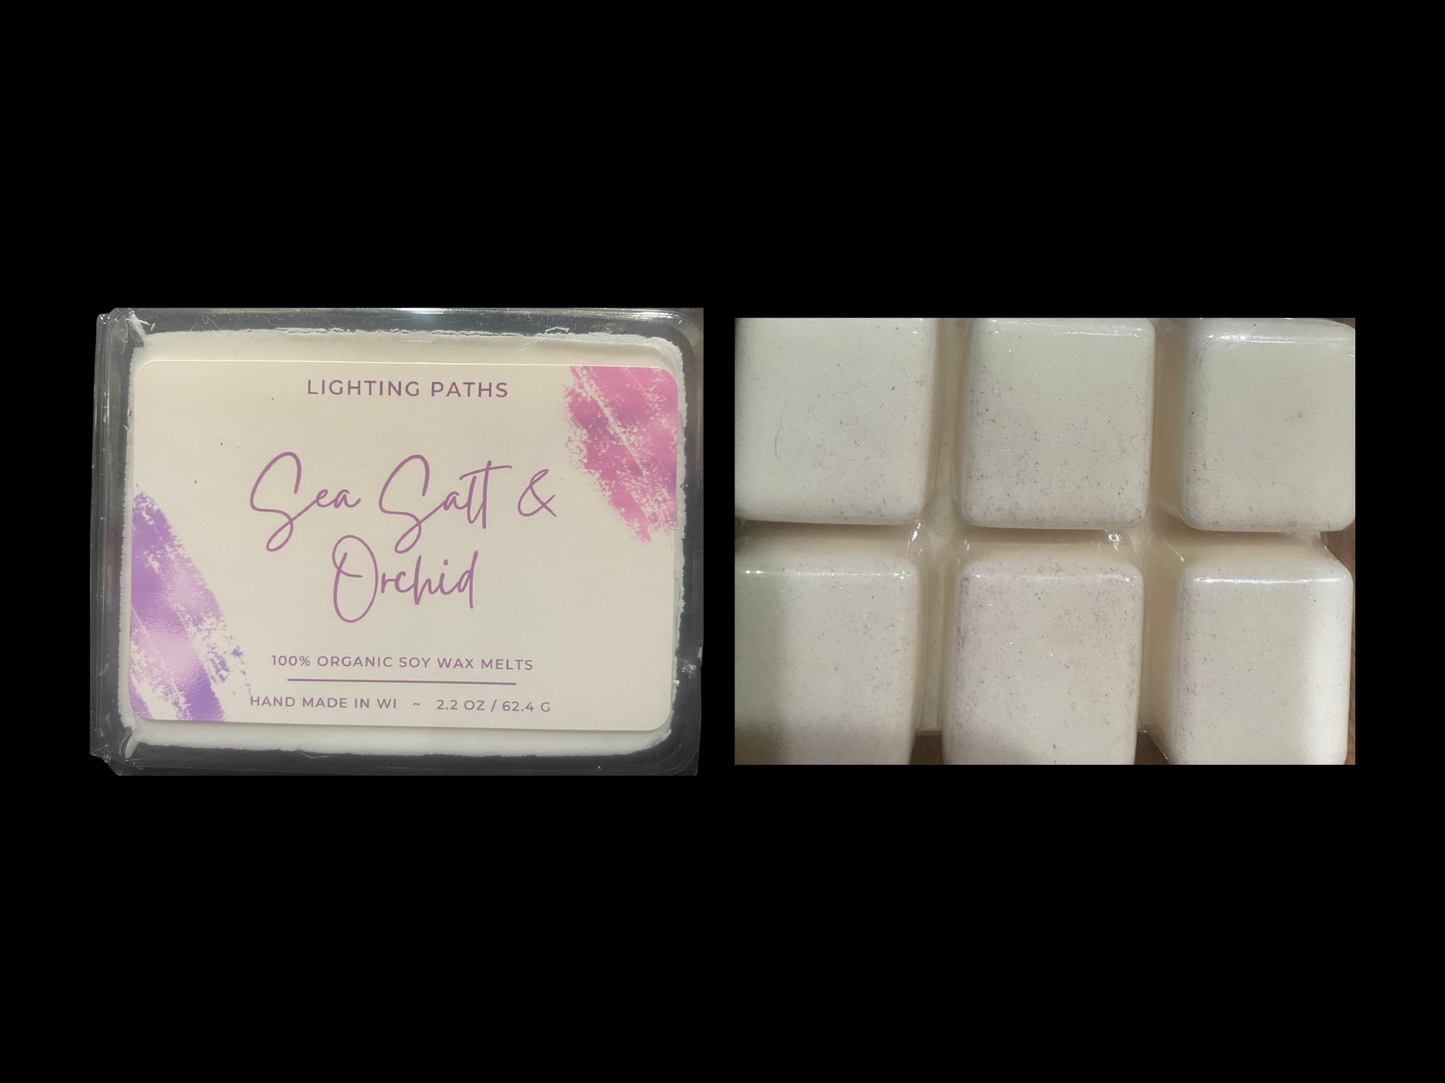 LIGHTING PATHS
Sea Salt &
Orchid
100% ORGANIC SOY WAX MELTS
HAND MADE IN WI ~ 2.2 OZ / 62.4 G